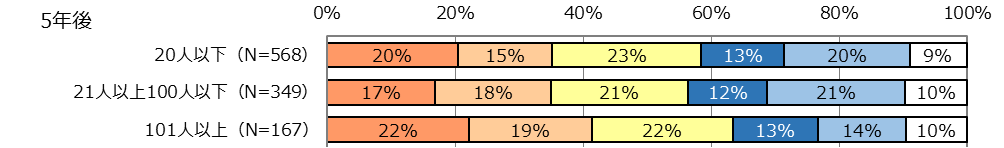 5年後
0% 20% 40% 60% 80% 100%
20人以下（N=568） 20% 15% 23% 13% 20% 9%
21人以上100人以下（N=349） 17% 18% 21% 12% 21% 10%
101人以上（N=167） 22% 19% 22% 13% 14% 10%